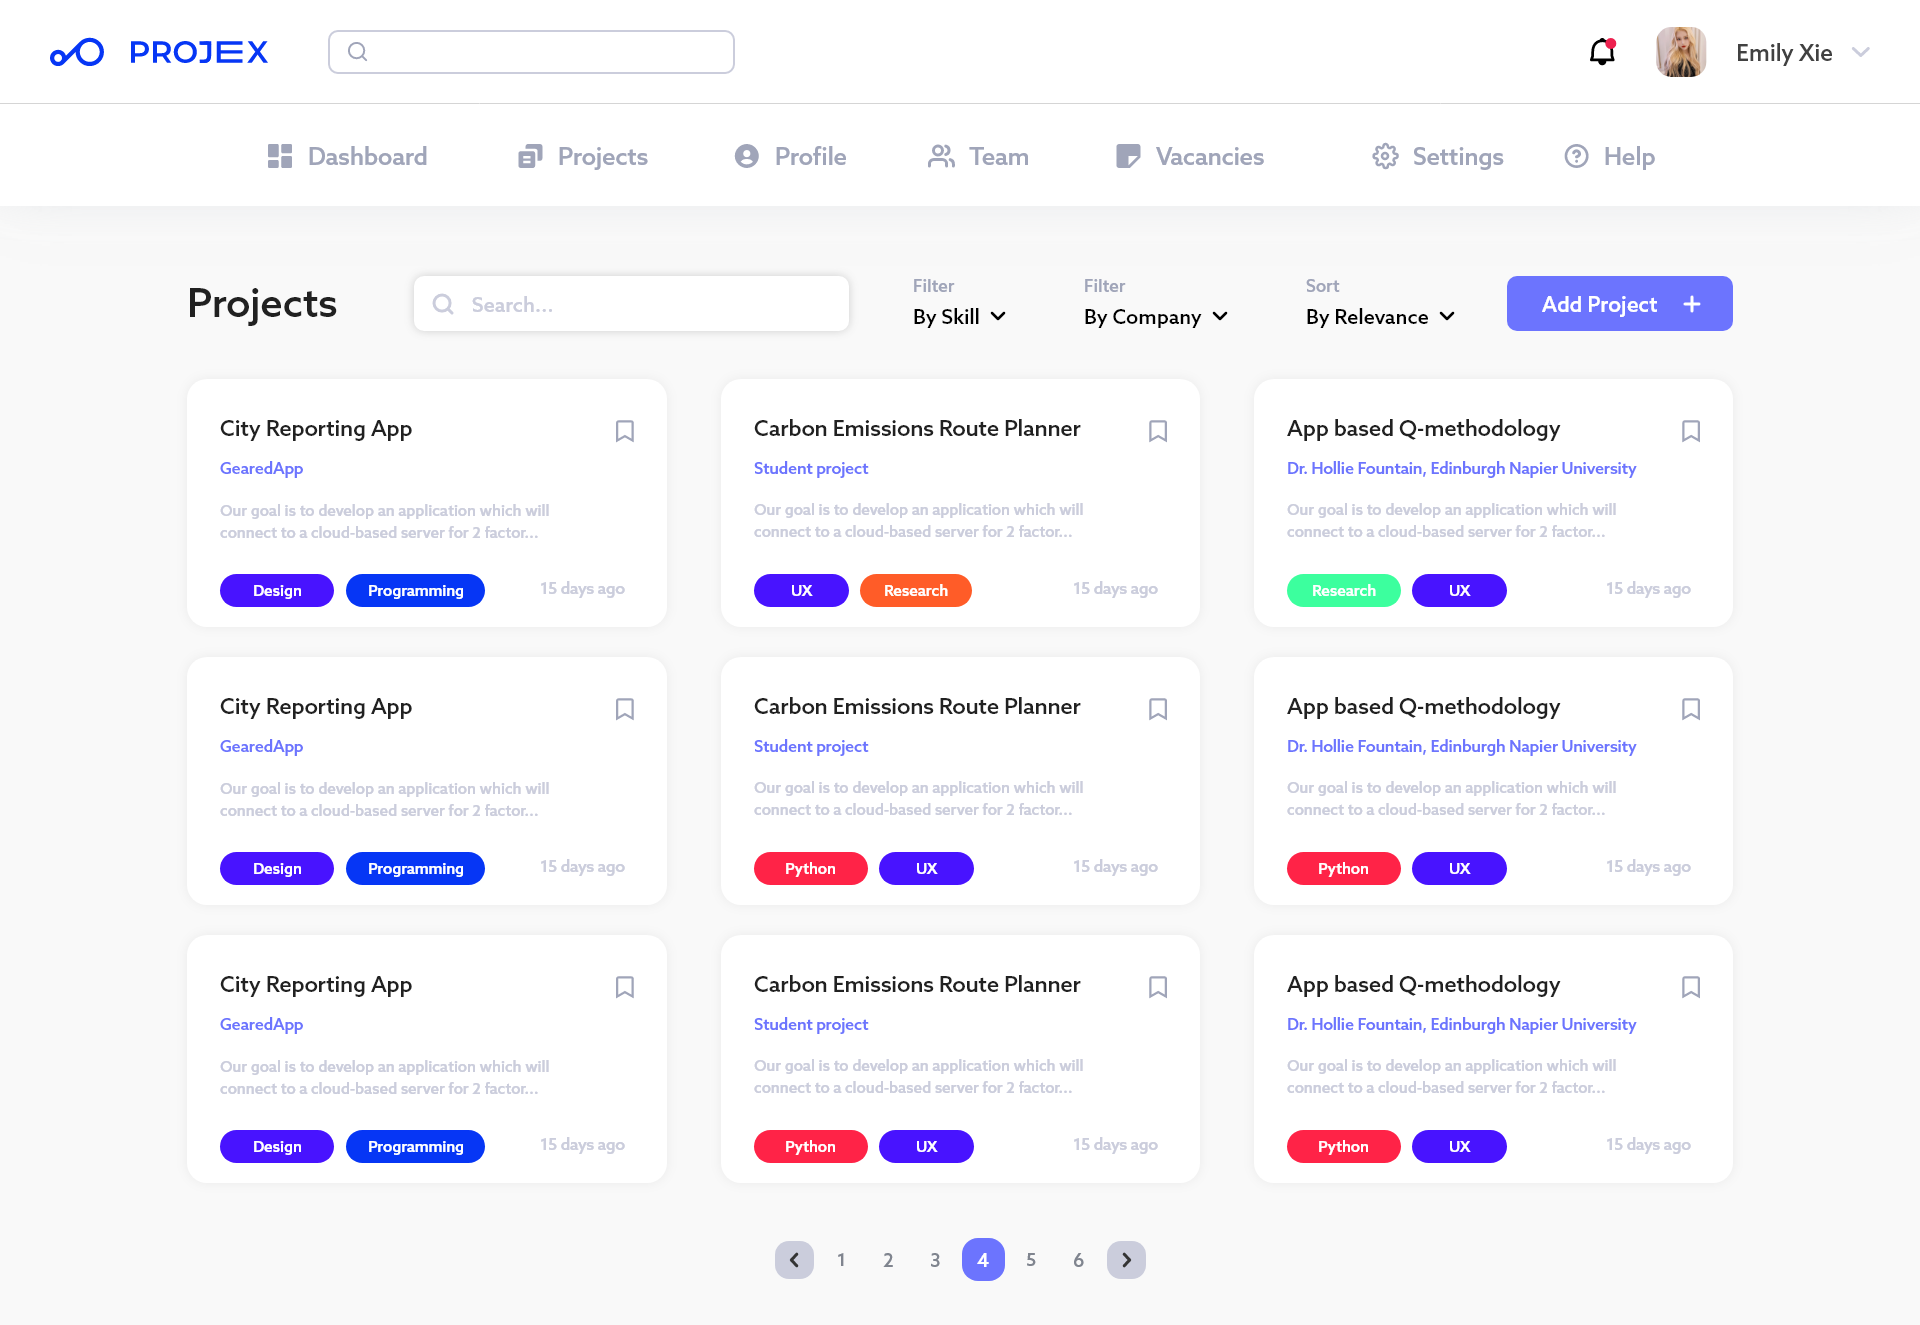 PROJEX
Emily Xie
Dashboard
Projects
Profile
Team
Vacancies
Settings
Help
Projects
Search...
Filter
By Skill
Filter
By Company
Sort
By Relevance
Add Project +
City Reporting App
GearedApp
Our goal is to develop an application which will
connect to a cloud-based server for 2 factor...
Design
Programming
15 days ago
Carbon Emissions Route Planner
Student project
Our goal is to develop an application which will
connect to a cloud-based server for 2 factor...
UX
Research
15 days ago
App based Q-methodology
Dr. Hollie Fountain, Edinburgh Napier University
Our goal is to develop an application which will
connect to a cloud-based server for 2 factor...
Research
UX
15 days ago
City Reporting App
GearedApp
Our goal is to develop an application which will
connect to a cloud-based server for 2 factor...
Design
Programming
15 days ago
Carbon Emissions Route Planner
Student project
Our goal is to develop an application which will
connect to a cloud-based server for 2 factor...
Python
UX
15 days ago
App based Q-methodology
Dr. Hollie Fountain, Edinburgh Napier University
Our goal is to develop an application which will
connect to a cloud-based server for 2 factor...
Python
UX
15 days ago
City Reporting App
GearedApp
Our goal is to develop an application which will
connect to a cloud-based server for 2 factor...
Design
Programming
15 days ago
Carbon Emissions Route Planner
Student project
Our goal is to develop an application which will
connect to a cloud-based server for 2 factor...
Python
UX
15 days ago
App based Q-methodology
Dr. Hollie Fountain, Edinburgh Napier University
Our goal is to develop an application which will
connect to a cloud-based server for 2 factor...
Python
UX
15 days ago
1 2 3 4 5 6